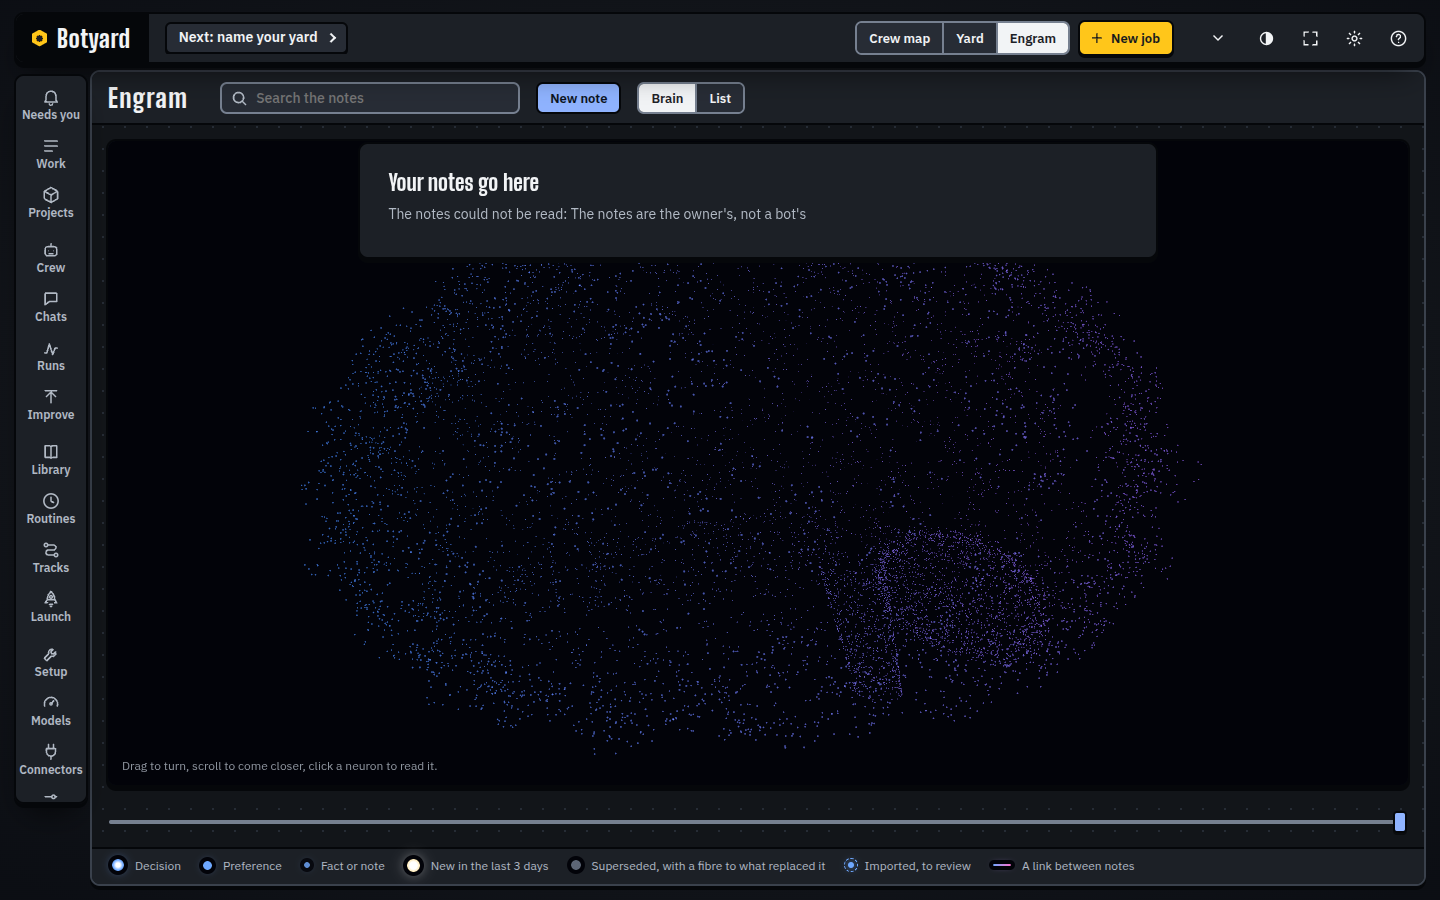 Botyard
Next: name your yard
Crew map
Yard
Engram
New job
Needs you
Work
Projects
Crew
Chats
Runs
Improve
Library
Routines
Tracks
Launch
Setup
Models
Connectors
Engram
Search the notes
New note
Brain
List
Your notes go here
The notes could not be read: The notes are the owner's, not a bot's
Drag to turn, scroll to come closer, click a neuron to read it.
Decision
Preference
Fact or note
New in the last 3 days
Superseded, with a fibre to what replaced it
Imported, to review
A link between notes